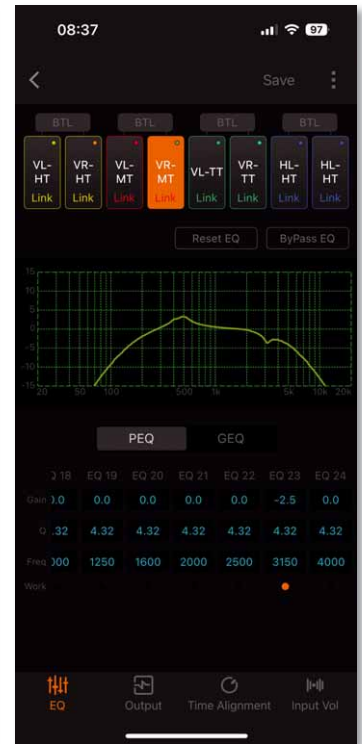 08:37 97
Save
BTL BTL BTL BTL
VL-HT VR-HT VL-MT VR-MT VL-TT VR-TT HL-HT HL-HT
Link Link Link Link Link Link Link Link
Reset EQ ByPass EQ
15
10
5
0
-5
-10
-15
20 50 100 500 1k 5k 10k 20k
PEQ GEQ
Q 18 EQ 19 EQ 20 EQ 21 EQ 22 EQ 23 EQ 24
Gain 0.0 0.0 0.0 0.0 0.0 -2.5 0.0
Q .32 4.32 4.32 4.32 4.32 4.32 4.32
Freq 000 1250 1600 2000 2500 3150 4000
Work
EQ Output Time Alignment Input Vol